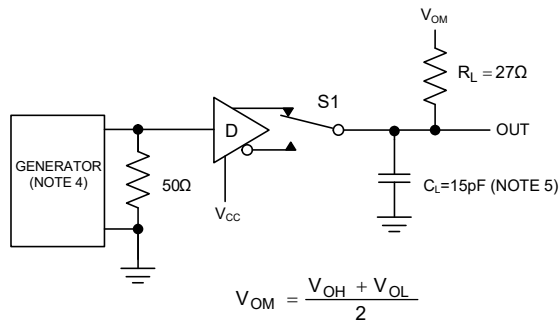 V_OM
R_L = 27Ω
S1
D
OUT
GENERATOR
(NOTE 4)
50Ω
C_L=15pF (NOTE 5)
V_CC
V_OM = (V_OH + V_OL) / 2